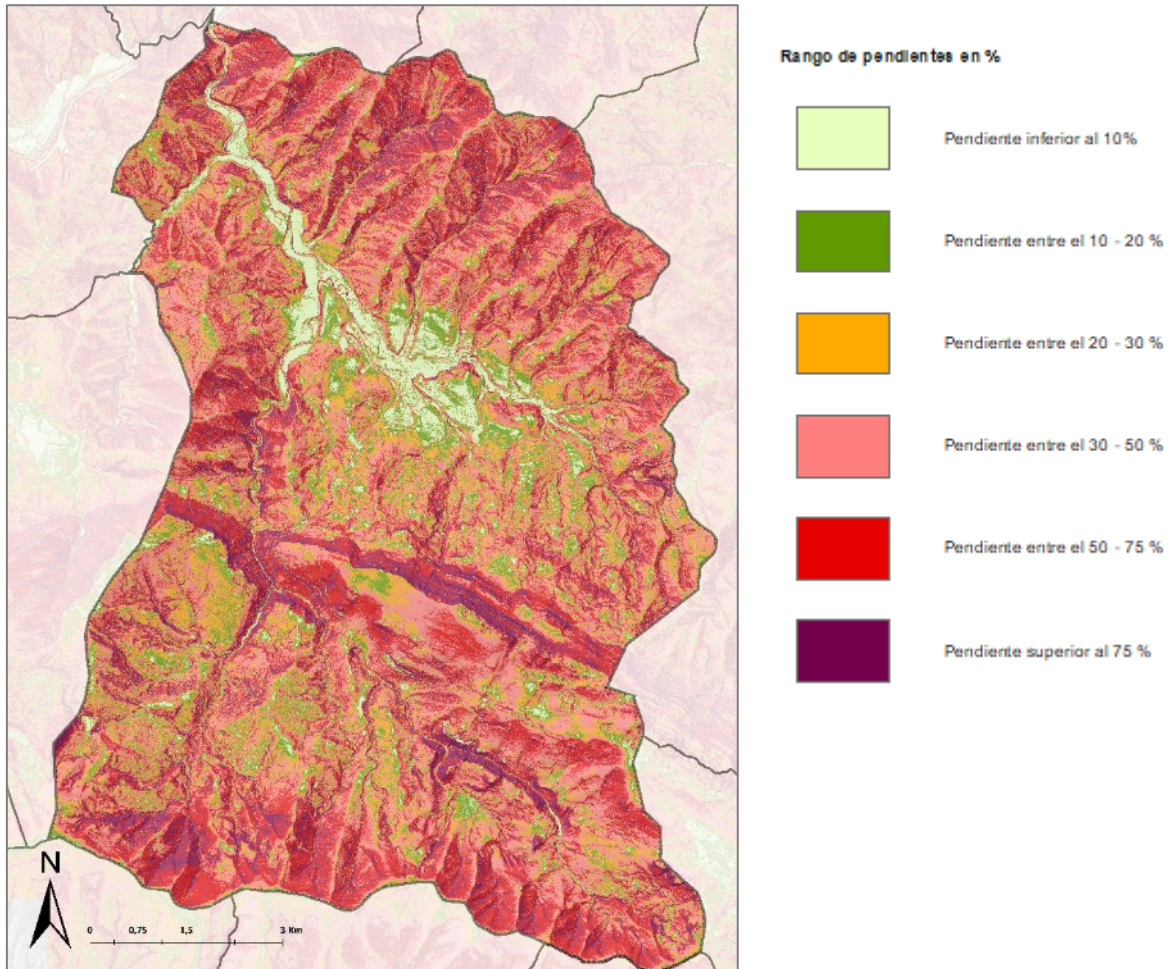 Rango de pendientes en %
Pendiente inferior al 10%
Pendiente entre el 10 - 20 %
Pendiente entre el 20 - 30 %
Pendiente entre el 30 - 50 %
Pendiente entre el 50 - 75 %
Pendiente superior al 75 %
N
0 0,75 1,5 3 Km